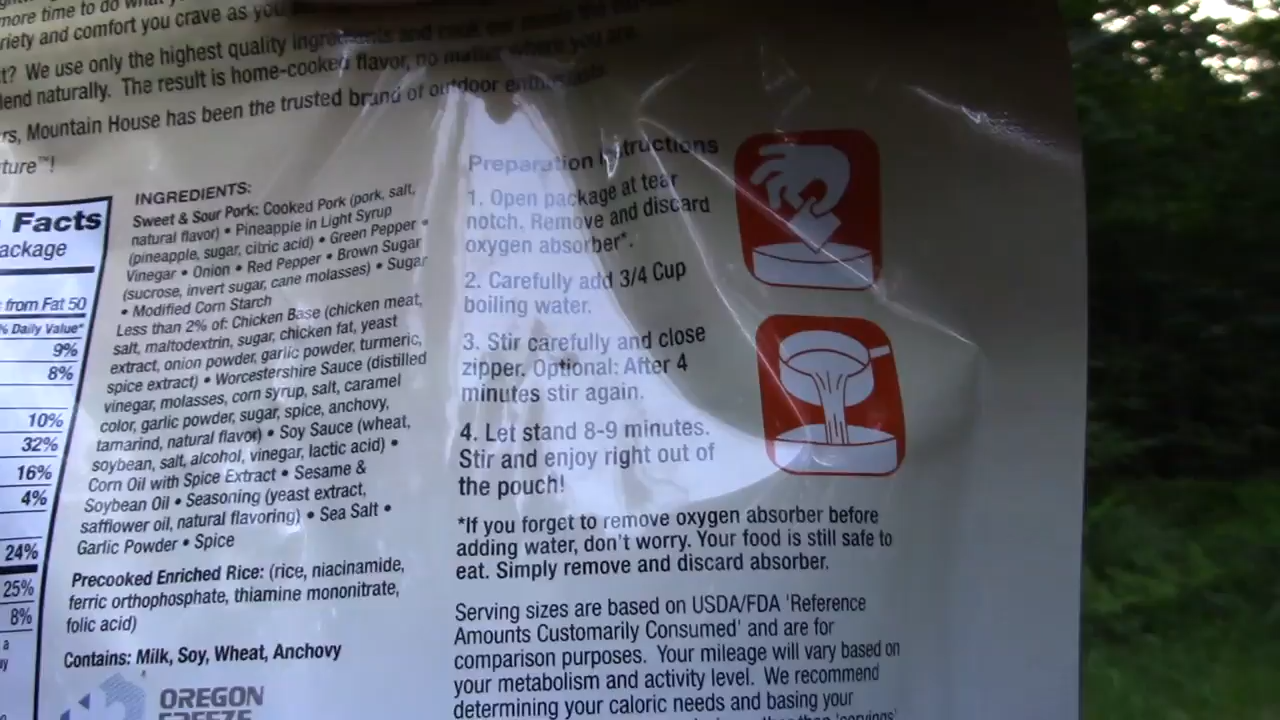 more time to do what
riety and comfort you crave as you
t? We use only the highest quality ingredients and cook our meals the
lend naturally. The result is home-cooked flavor, no matter where you are.
rs, Mountain House has been the trusted brand of outdoor enthusiasts
ture™!
Facts
ackage
from Fat 50
% Daily Value*
9%
8%
10%
32%
16%
4%
24%
25%
8%
a
INGREDIENTS:
Sweet & Sour Pork: Cooked Pork (pork, salt,
natural flavor) • Pineapple in Light Syrup
(pineapple, sugar, citric acid) • Green Pepper •
Vinegar • Onion • Red Pepper • Brown Sugar
(sucrose, invert sugar, cane molasses) • Sugar
• Modified Corn Starch
Less than 2% of: Chicken Base (chicken meat,
salt, maltodextrin, sugar, chicken fat, yeast
extract, onion powder, garlic powder, turmeric,
spice extract) • Worcestershire Sauce (distilled
vinegar, molasses, corn syrup, salt, caramel
color, garlic powder, sugar, spice, anchovy,
tamarind, natural flavor) • Soy Sauce (wheat,
soybean, salt, alcohol, vinegar, lactic acid) •
Corn Oil with Spice Extract • Sesame &
Soybean Oil • Seasoning (yeast extract,
safflower oil, natural flavoring) • Sea Salt •
Garlic Powder • Spice
Precooked Enriched Rice: (rice, niacinamide,
ferric orthophosphate, thiamine mononitrate,
folic acid)
Contains: Milk, Soy, Wheat, Anchovy
OREGON
FREEZE
Preparation Instructions
1. Open package at tear
notch. Remove and discard
oxygen absorber*.
2. Carefully add 3/4 Cup
boiling water.
3. Stir carefully and close
zipper. Optional: After 4
minutes stir again.
4. Let stand 8-9 minutes.
Stir and enjoy right out of
the pouch!
*If you forget to remove oxygen absorber before
adding water, don't worry. Your food is still safe to
eat. Simply remove and discard absorber.
Serving sizes are based on USDA/FDA 'Reference
Amounts Customarily Consumed' and are for
comparison purposes. Your mileage will vary based on
your metabolism and activity level. We recommend
determining your caloric needs and basing your